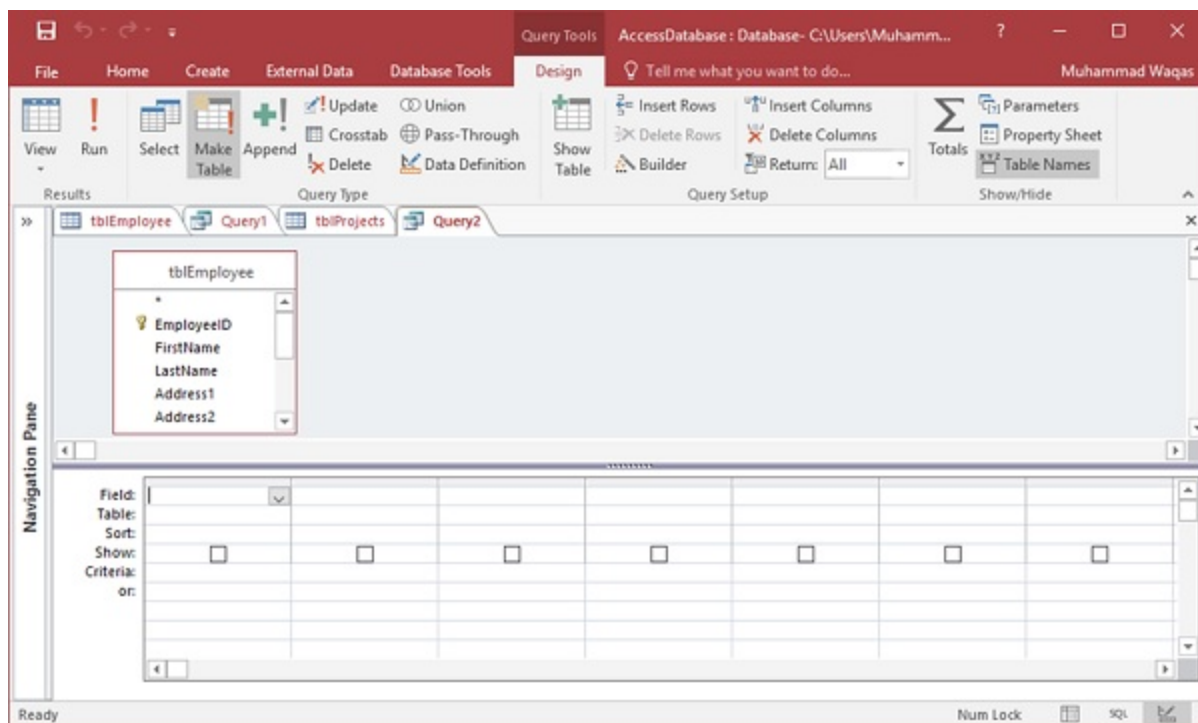 Query Tools AccessDatabase : Database- C:\Users\Muhamm... ?
File Home Create External Data Database Tools Design Tell me what you want to do... Muhammad Waqas
View Run Select Make Table Append Update Union Show Table Insert Rows Insert Columns Totals Parameters
Crosstab Pass-Through Delete Rows Delete Columns Property Sheet
Delete Data Definition Builder Return: All Table Names
Results Query Type Query Setup Show/Hide
» tblEmployee Query1 tblProjects Query2
tblEmployee
*
EmployeeID
FirstName
LastName
Address1
Address2
Navigation Pane
Field:
Table:
Sort:
Show:
Criteria:
or:
Ready Num Lock SQL